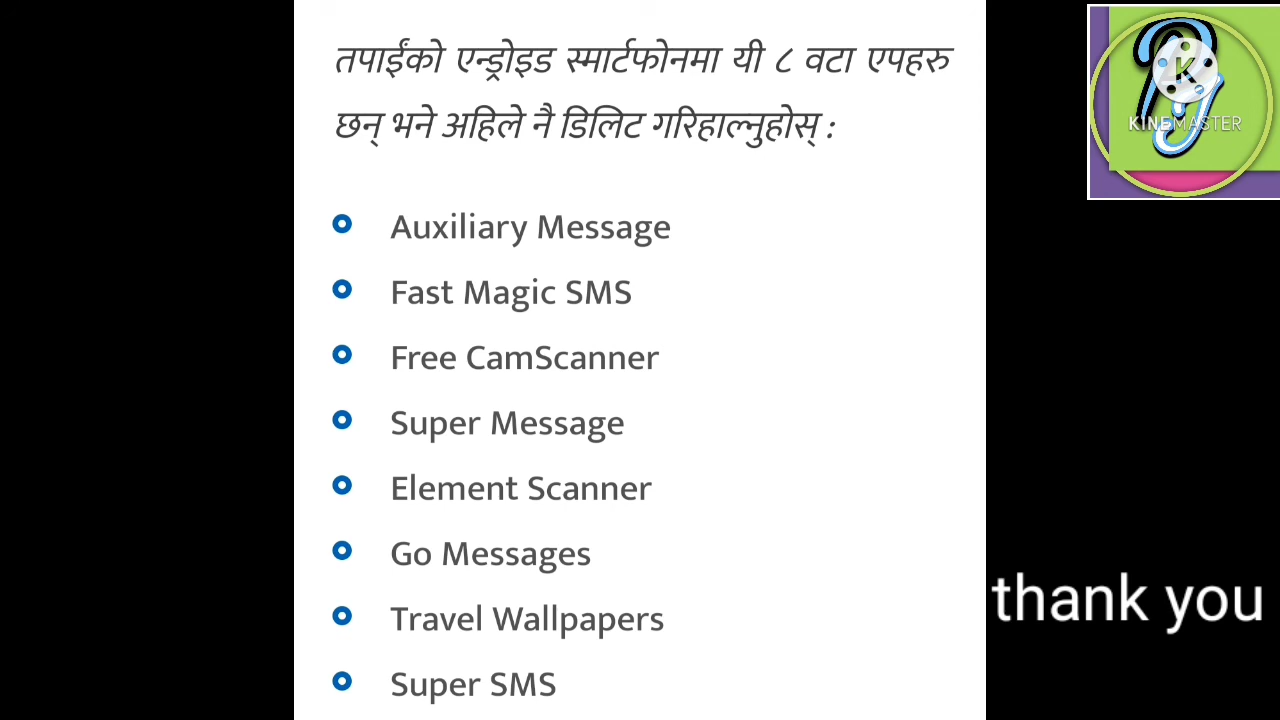 तपाईंको एन्ड्रोइड स्मार्टफोनमा यी ८ वटा एपहरु
छन् भने अहिले नै डिलिट गरिहाल्नुहोस् :
Auxiliary Message
Fast Magic SMS
Free CamScanner
Super Message
Element Scanner
Go Messages
Travel Wallpapers
Super SMS
K
KINEMASTER
thank you